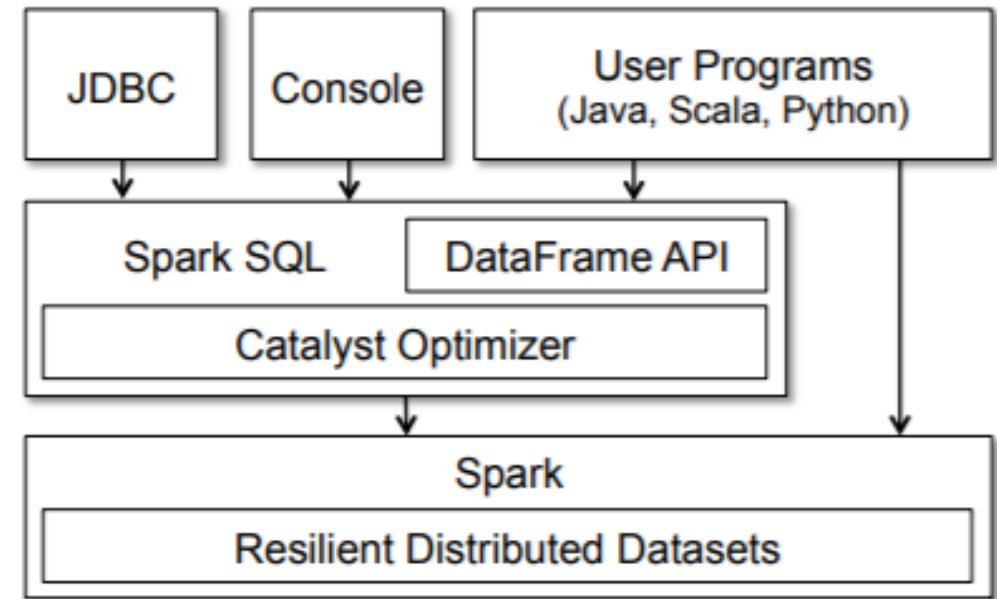 JDBC
Console
User Programs
(Java, Scala, Python)
Spark SQL
DataFrame API
Catalyst Optimizer
Spark
Resilient Distributed Datasets